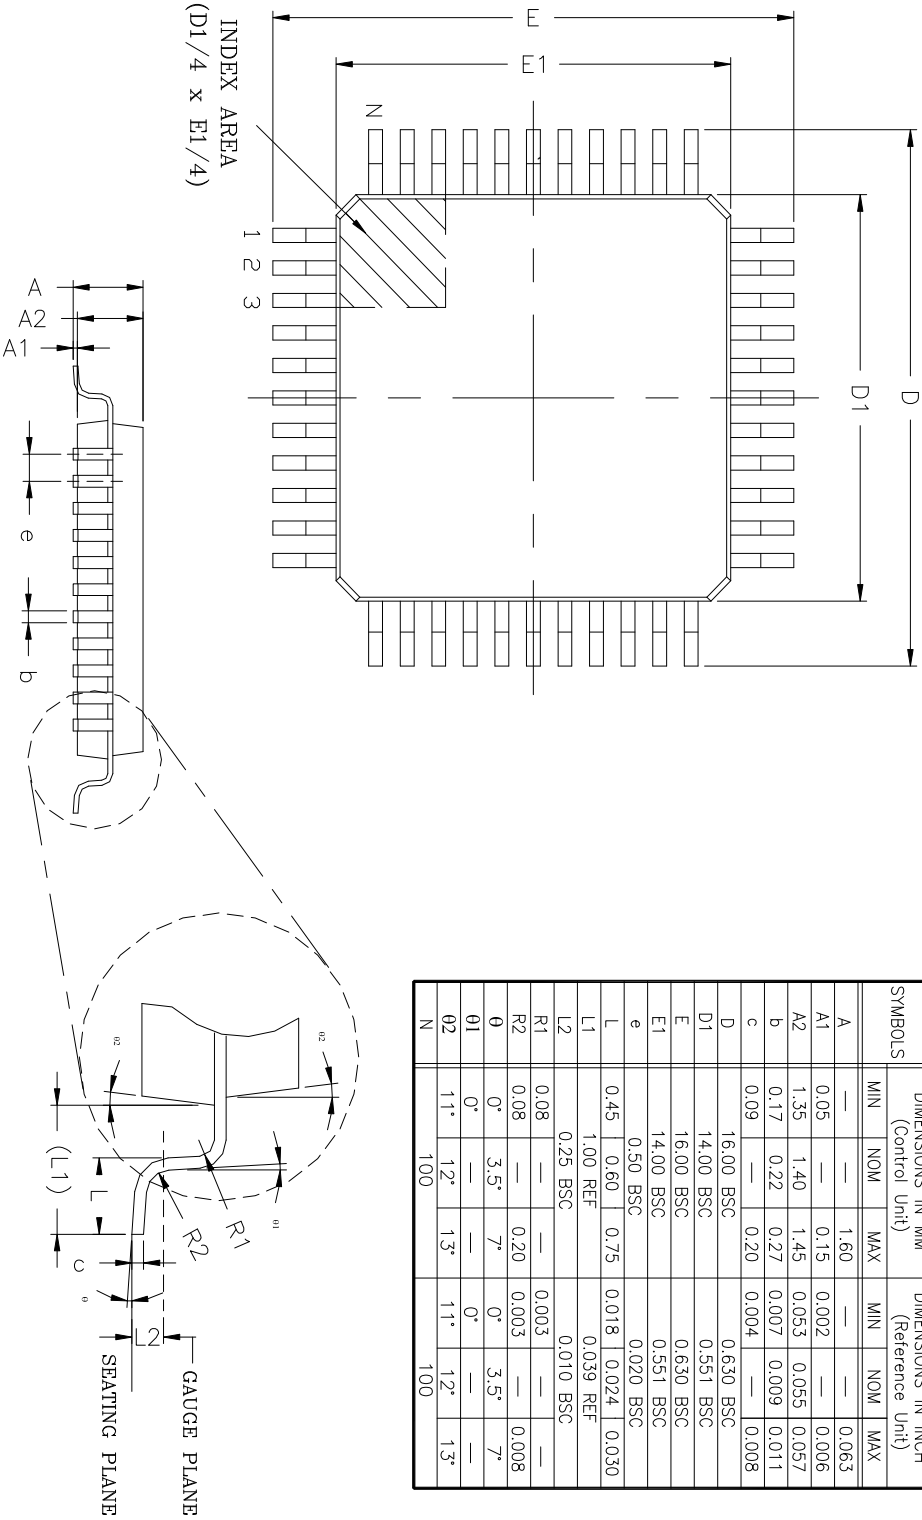 SYMBOLS DIMENSIONS IN MM (Control Unit) DIMENSIONS IN INCH (Reference Unit)
MIN NOM MAX MIN NOM MAX
A — — 1.60 — — 0.063
A1 0.05 — 0.15 0.002 — 0.006
A2 1.35 1.40 1.45 0.053 0.055 0.057
b 0.17 0.22 0.27 0.007 0.009 0.011
c 0.09 — 0.20 0.004 — 0.008
D 16.00 BSC 0.630 BSC
D1 14.00 BSC 0.551 BSC
E 16.00 BSC 0.630 BSC
E1 14.00 BSC 0.551 BSC
e 0.50 BSC 0.020 BSC
L 0.45 0.60 0.75 0.018 0.024 0.030
L1 1.00 REF 0.039 REF
L2 0.25 BSC 0.010 BSC
R1 0.08 — — 0.003 — —
R2 0.08 — 0.20 0.003 — 0.008
θ 0° 3.5° 7° 0° 3.5° 7°
θ1 0° — — 0° — —
θ2 11° 12° 13° 11° 12° 13°
N 100 100
D
D1
E
E1
N
1
2
3
INDEX AREA
(D1/4 x E1/4)
A
A2
A1
e
b
θ2
θ2
θ1
R1
R2
L
(L1)
c
θ
L2
GAUGE PLANE
SEATING PLANE